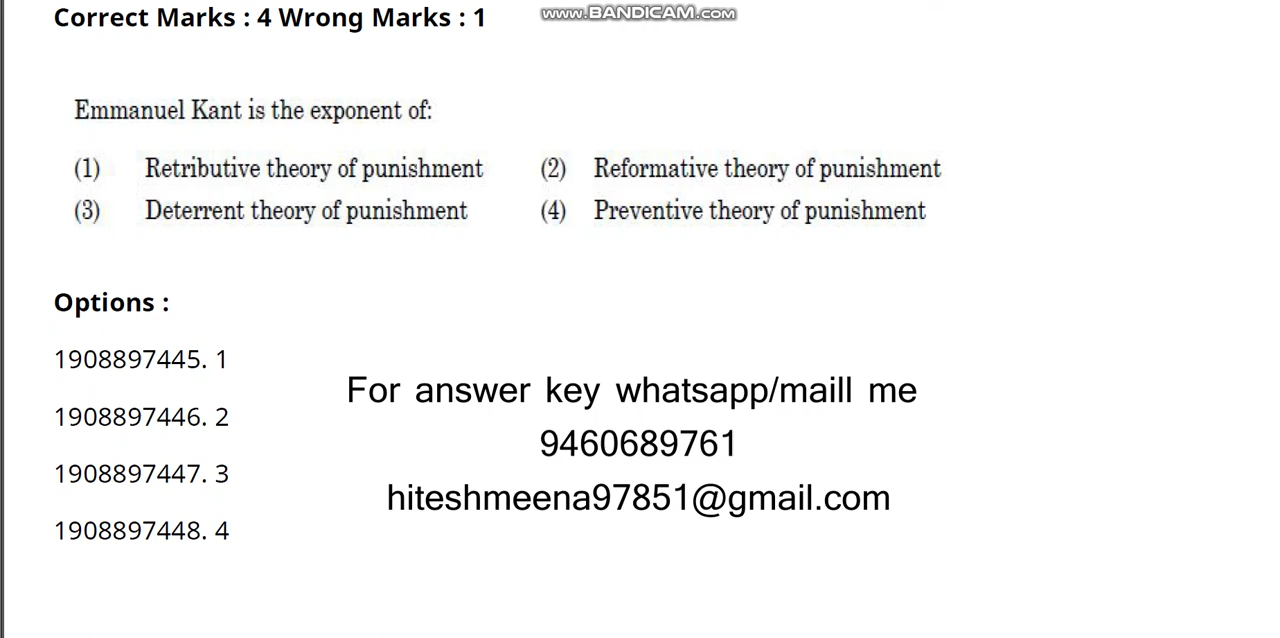 Correct Marks : 4 Wrong Marks : 1
www.BANDICAM.com
Emmanuel Kant is the exponent of:
(1) Retributive theory of punishment (2) Reformative theory of punishment
(3) Deterrent theory of punishment (4) Preventive theory of punishment
Options :
1908897445. 1
For answer key whatsapp/maill me
1908897446. 2
9460689761
1908897447. 3
hiteshmeena97851@gmail.com
1908897448. 4